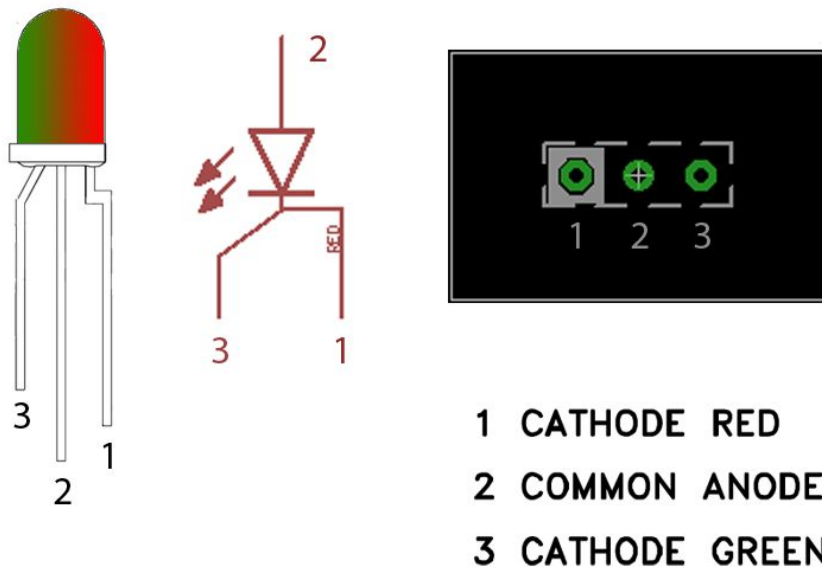 2
RED
3 1
3
1
2
1 2 3
1 CATHODE RED
2 COMMON ANODE
3 CATHODE GREEN